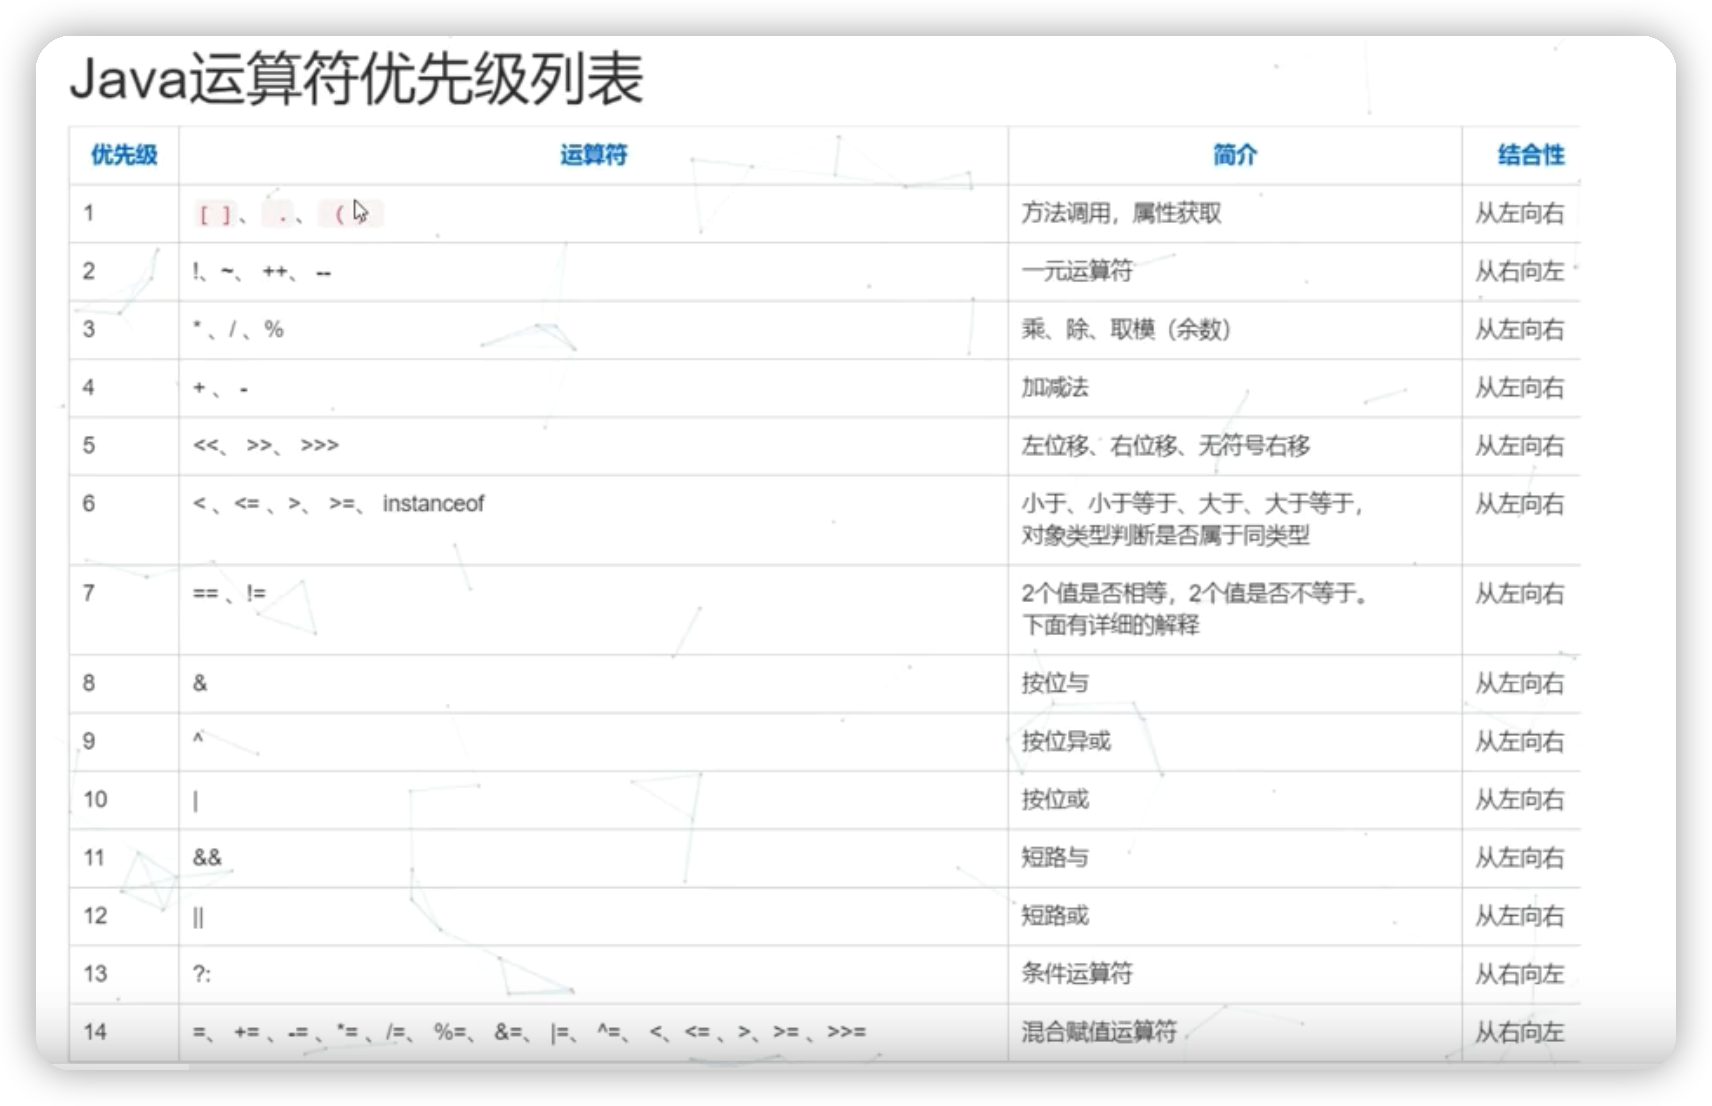 Java运算符优先级列表
优先级 运算符 简介 结合性
1 [ ]、 .、 ( 方法调用，属性获取 从左向右
2 !、~、 ++、 -- 一元运算符 从右向左
3 * 、/ 、% 乘、除、取模（余数） 从左向右
4 + 、 - 加减法 从左向右
5 <<、 >>、 >>> 左位移、右位移、无符号右移 从左向右
6 < 、<= 、>、 >=、 instanceof 小于、小于等于、大于、大于等于， 从左向右
对象类型判断是否属于同类型
7 == 、!= 2个值是否相等，2个值是否不等于。 从左向右
下面有详细的解释
8 & 按位与 从左向右
9 ^ 按位异或 从左向右
10 | 按位或 从左向右
11 && 短路与 从左向右
12 || 短路或 从左向右
13 ?: 条件运算符 从右向左
14 =、 += 、-= 、*= 、/=、 %=、 &=、 |=、 ^=、 <、 <= 、>、 >= 、>>= 混合赋值运算符 从右向左